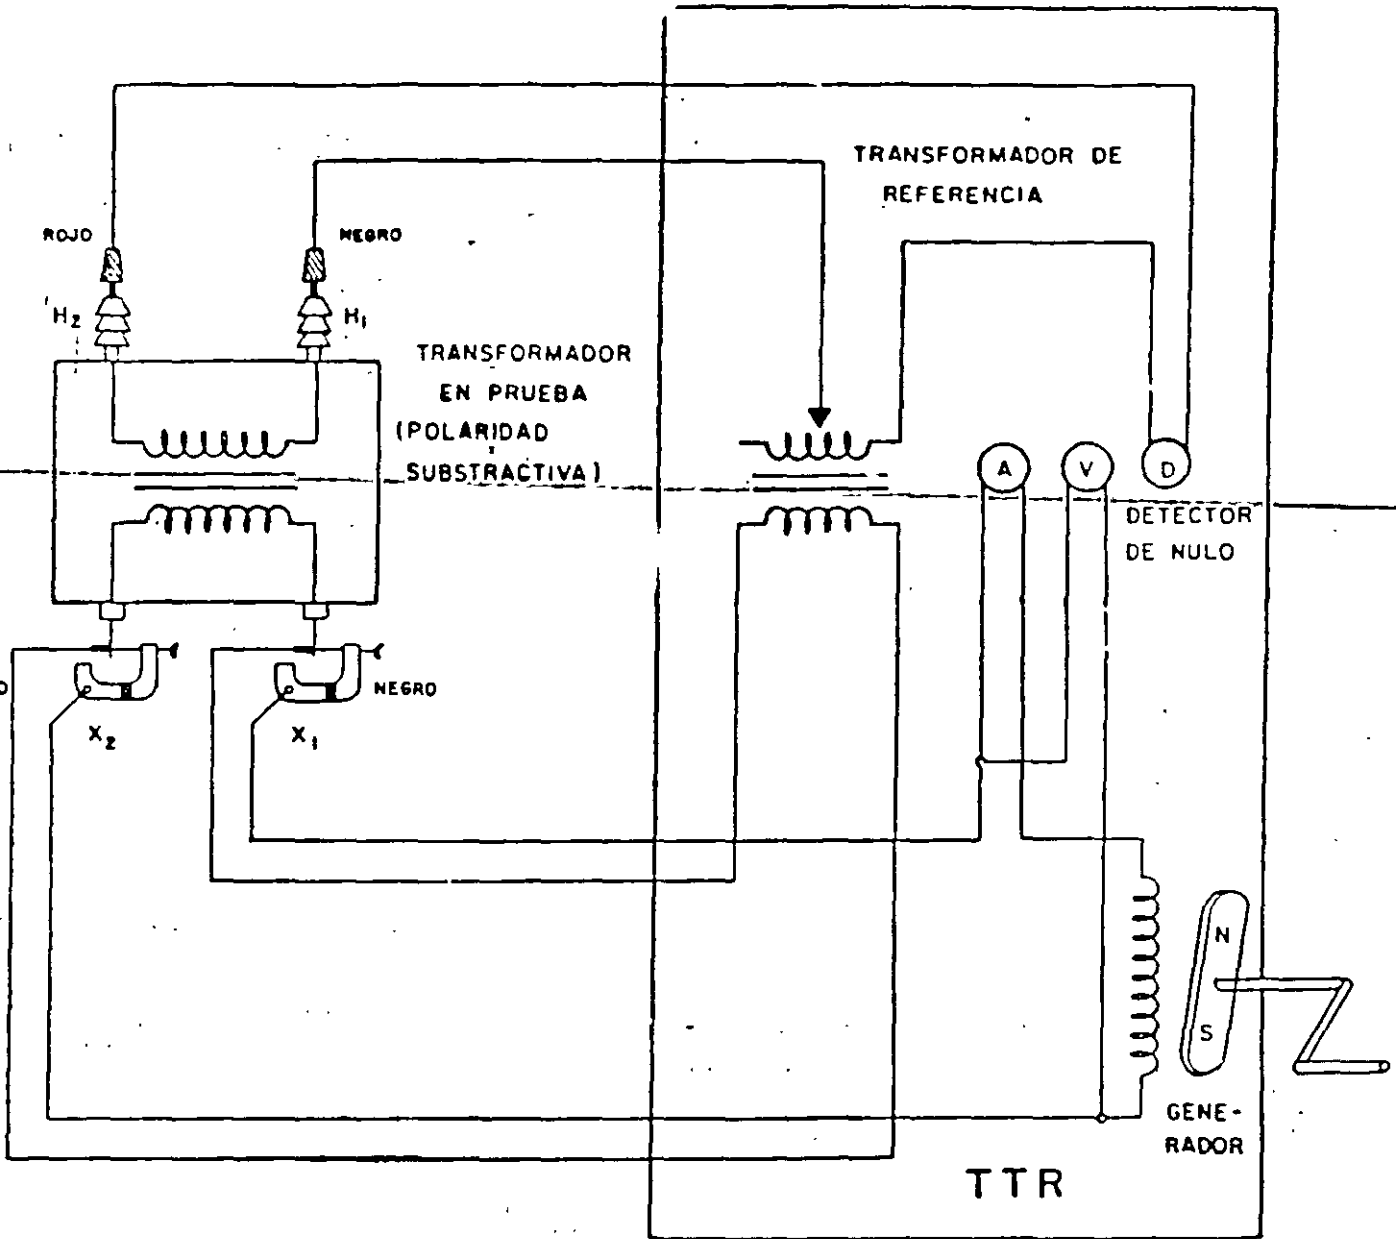 TRANSFORMADOR DE
REFERENCIA
ROJO
NEGRO
H₂
H₁
TRANSFORMADOR
EN PRUEBA
(POLARIDAD
SUBSTRACTIVA)
A
V
D
DETECTOR
DE NULO
NEGRO
X₂
X₁
N
S
GENE-
RADOR
TTR